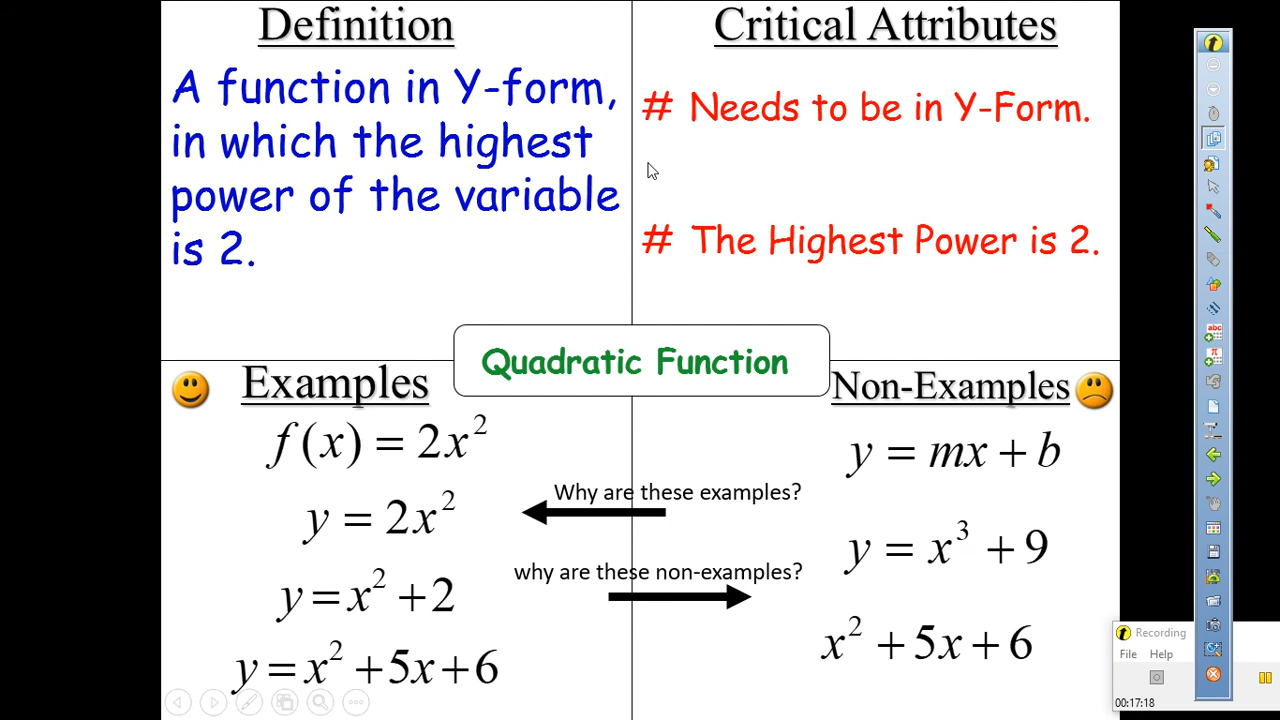 Definition
A function in Y-form,
in which the highest
power of the variable
is 2.
Critical Attributes
# Needs to be in Y-Form.
# The Highest Power is 2.
Quadratic Function
Examples
f(x) = 2x²
y = 2x²
y = x² + 2
y = x² + 5x + 6
Why are these examples?
why are these non-examples?
Non-Examples
y = mx + b
y = x³ + 9
x² + 5x + 6
abc
π
Recording
File Help
00:17:18